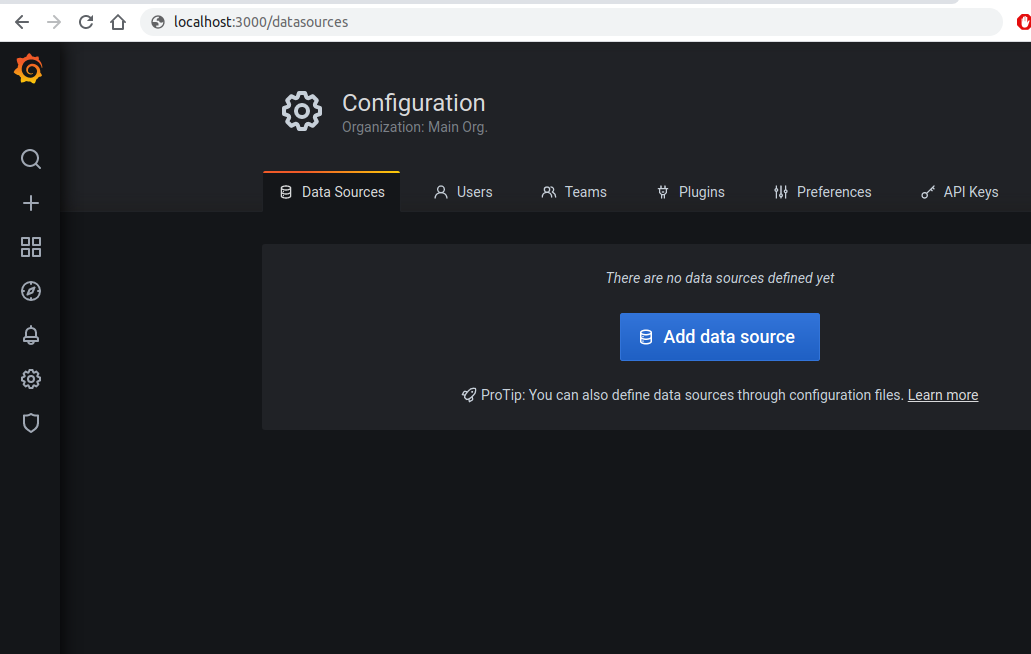 localhost:3000/datasources
Configuration
Organization: Main Org.
Data Sources Users Teams Plugins Preferences API Keys
There are no data sources defined yet
Add data source
ProTip: You can also define data sources through configuration files. Learn more